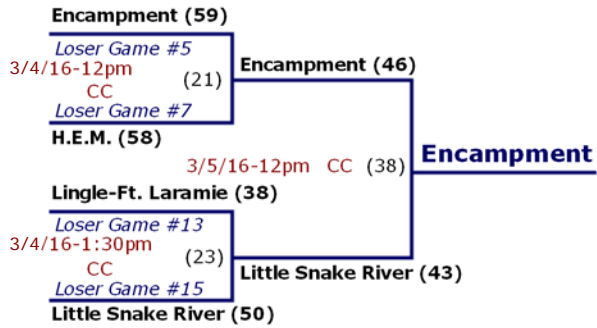 Encampment (59)
Loser Game #5
3/4/16-12pm (21)
CC
Loser Game #7
H.E.M. (58)
Encampment (46)
3/5/16-12pm CC (38)
Encampment
Lingle-Ft. Laramie (38)
Loser Game #13
3/4/16-1:30pm (23)
CC
Loser Game #15
Little Snake River (50)
Little Snake River (43)